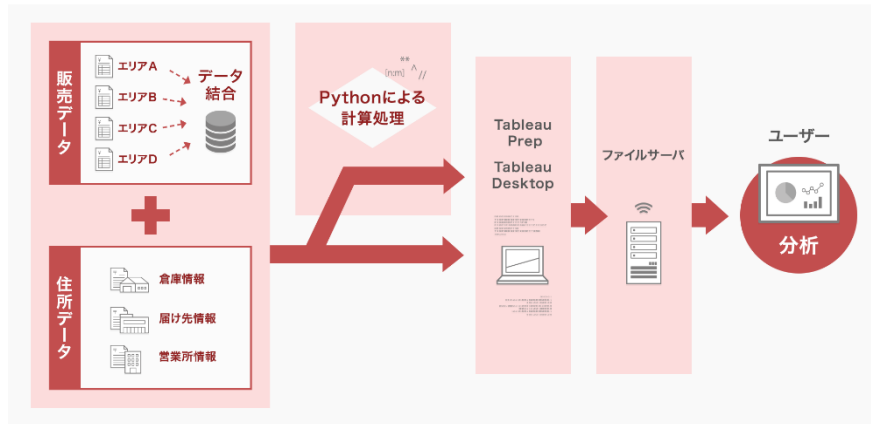 販売データ
エリアA
エリアB
エリアC
エリアD
データ
結合
住所データ
倉庫情報
届け先情報
営業所情報
** 
[n:m] ^ //
Pythonによる
計算処理
Tableau
Prep
Tableau
Desktop
ファイルサーバ
ユーザー
分析